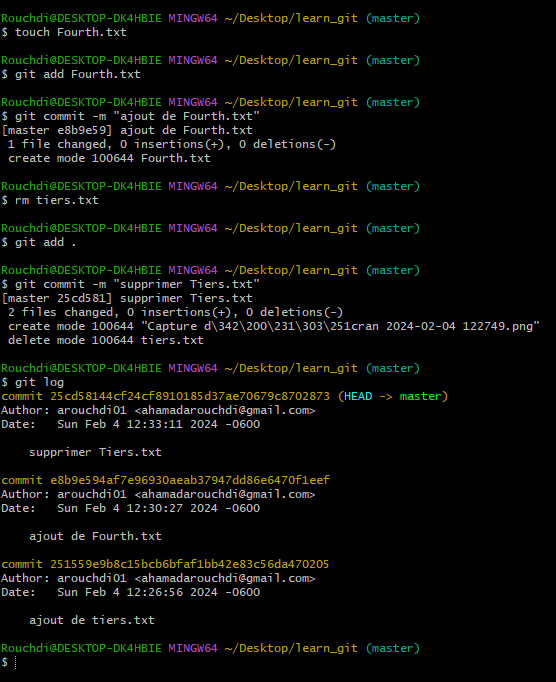 Rouchdi@DESKTOP-DK4HBIE MINGW64 ~/Desktop/learn_git (master)
$ touch Fourth.txt
Rouchdi@DESKTOP-DK4HBIE MINGW64 ~/Desktop/learn_git (master)
$ git add Fourth.txt
Rouchdi@DESKTOP-DK4HBIE MINGW64 ~/Desktop/learn_git (master)
$ git commit -m "ajout de Fourth.txt"
[master e8b9e59] ajout de Fourth.txt
 1 file changed, 0 insertions(+), 0 deletions(-)
 create mode 100644 Fourth.txt
Rouchdi@DESKTOP-DK4HBIE MINGW64 ~/Desktop/learn_git (master)
$ rm tiers.txt
Rouchdi@DESKTOP-DK4HBIE MINGW64 ~/Desktop/learn_git (master)
$ git add .
Rouchdi@DESKTOP-DK4HBIE MINGW64 ~/Desktop/learn_git (master)
$ git commit -m "supprimer Tiers.txt"
[master 25cd581] supprimer Tiers.txt
 2 files changed, 0 insertions(+), 0 deletions(-)
 create mode 100644 "Capture d\342\200\231\303\251cran 2024-02-04 122749.png"
 delete mode 100644 tiers.txt
Rouchdi@DESKTOP-DK4HBIE MINGW64 ~/Desktop/learn_git (master)
$ git log
commit 25cd58144cf24cf8910185d37ae70679c8702873 (HEAD -> master)
Author: arouchdi01 <ahamadarouchdi@gmail.com>
Date:   Sun Feb 4 12:33:11 2024 -0600
    supprimer Tiers.txt
commit e8b9e594af7e96930aeab37947dd86e6470f1eef
Author: arouchdi01 <ahamadarouchdi@gmail.com>
Date:   Sun Feb 4 12:30:27 2024 -0600
    ajout de Fourth.txt
commit 251559e9b8c15bcb6bfaf1bb42e83c56da470205
Author: arouchdi01 <ahamadarouchdi@gmail.com>
Date:   Sun Feb 4 12:26:56 2024 -0600
    ajout de tiers.txt
Rouchdi@DESKTOP-DK4HBIE MINGW64 ~/Desktop/learn_git (master)
$